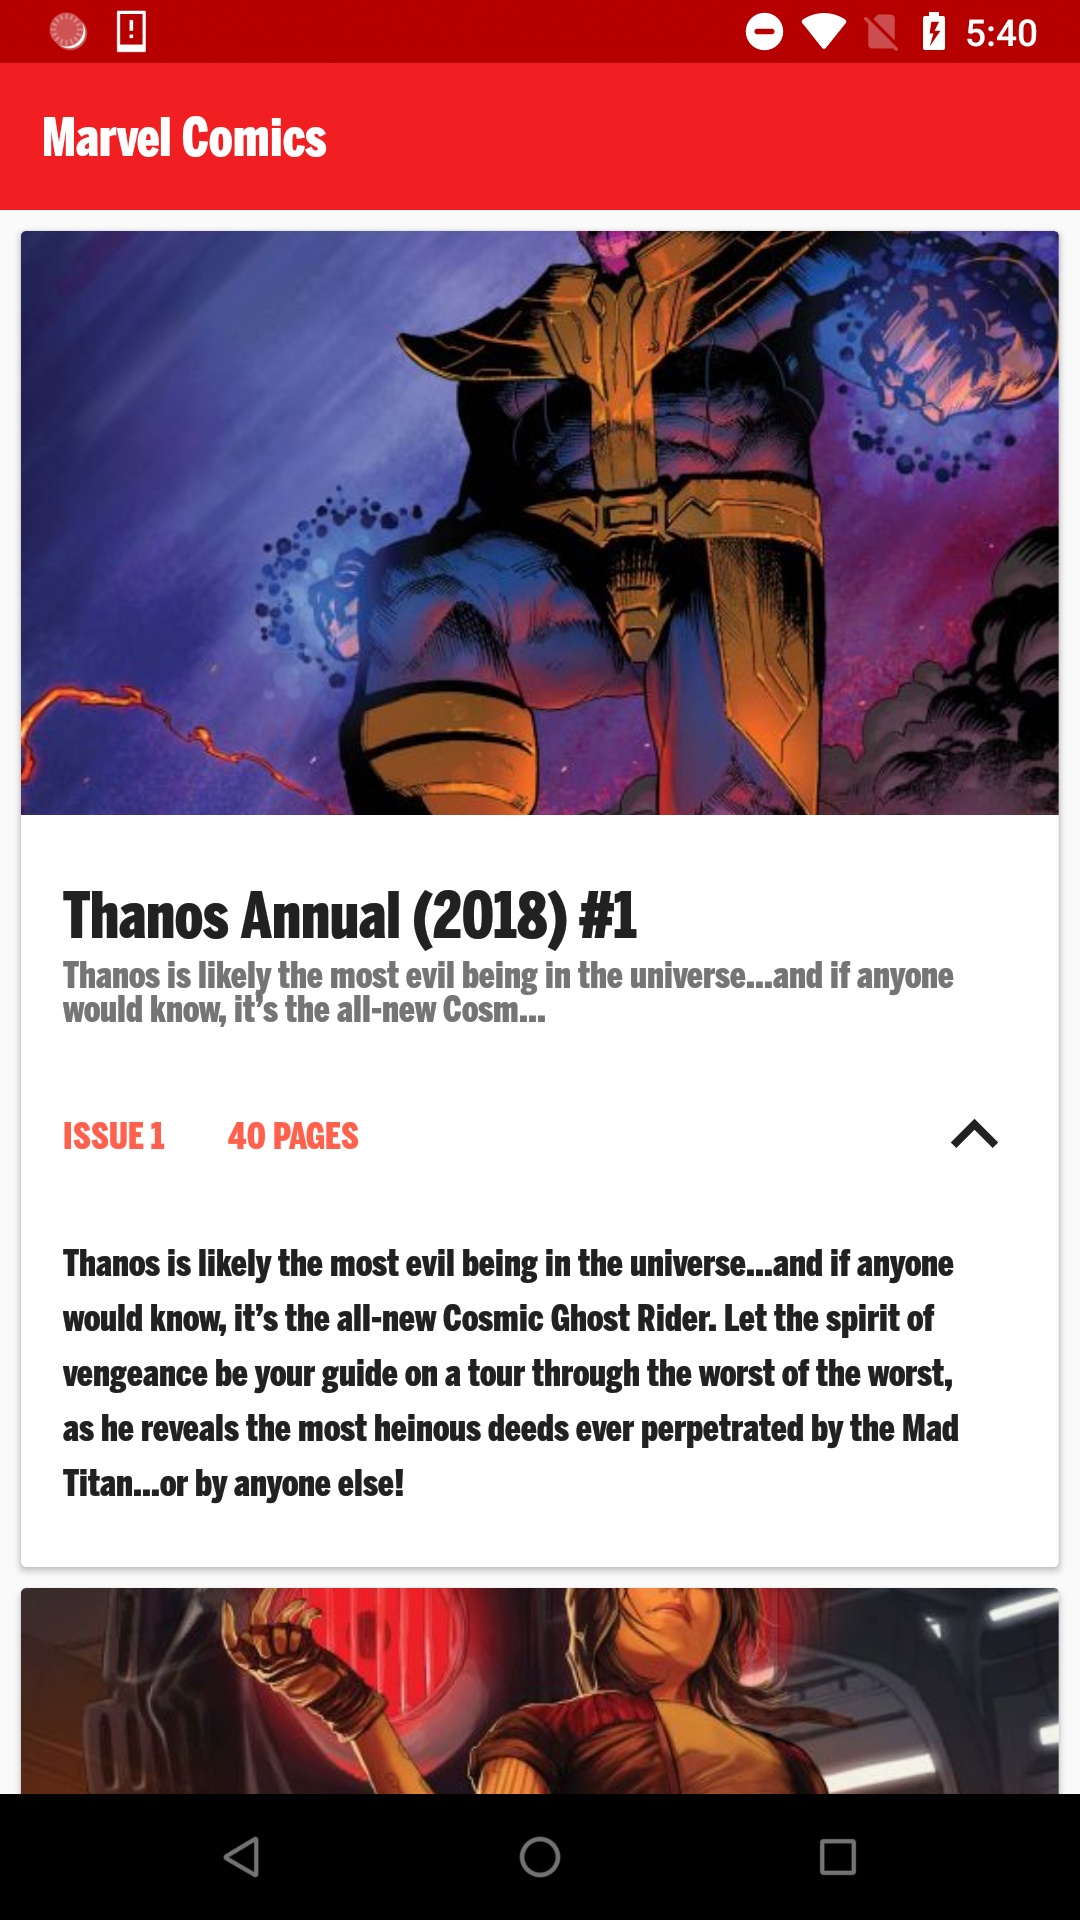 5:40
Marvel Comics
Thanos Annual (2018) #1
Thanos is likely the most evil being in the universe...and if anyone
would know, it’s the all-new Cosm...
ISSUE 1 40 PAGES
Thanos is likely the most evil being in the universe...and if anyone
would know, it’s the all-new Cosmic Ghost Rider. Let the spirit of
vengeance be your guide on a tour through the worst of the worst,
as he reveals the most heinous deeds ever perpetrated by the Mad
Titan...or by anyone else!